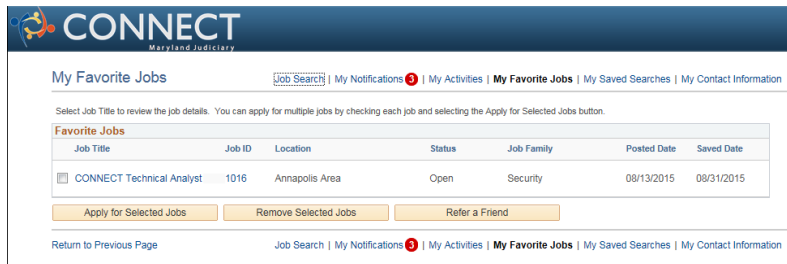 CONNECT
Maryland Judiciary
My Favorite Jobs
Job Search | My Notifications 3 | My Activities | My Favorite Jobs | My Saved Searches | My Contact Information
Select Job Title to review the job details. You can apply for multiple jobs by checking each job and selecting the Apply for Selected Jobs button.
Favorite Jobs
Job Title Job ID Location Status Job Family Posted Date Saved Date
CONNECT Technical Analyst 1016 Annapolis Area Open Security 08/13/2015 08/31/2015
Apply for Selected Jobs Remove Selected Jobs Refer a Friend
Return to Previous Page Job Search | My Notifications 3 | My Activities | My Favorite Jobs | My Saved Searches | My Contact Information